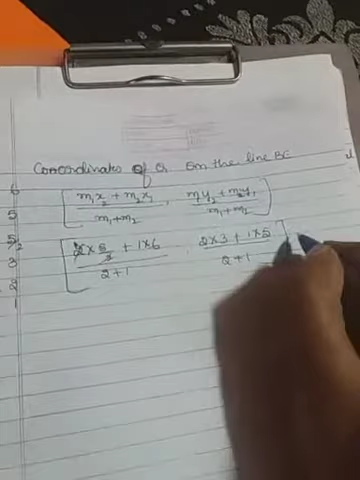 Coordinates of G on the line BE
[ m₁x₂ + m₂x₁ / m₁+m₂ , m₁y₂ + m₂y₁ / m₁+m₂ ]
[ 2 × 5/2 + 1×6 / 2+1 , 2×3 + 1×5 / 2+1 ]